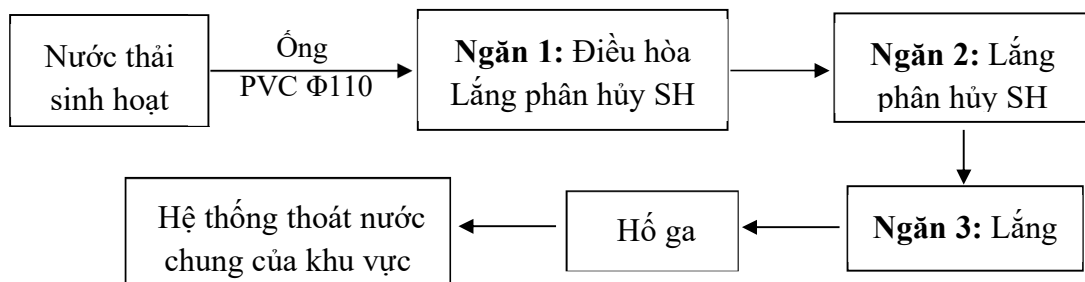 Nước thải
sinh hoạt
Ống
PVC Φ110
Ngăn 1: Điều hòa
Lắng phân hủy SH
Ngăn 2: Lắng
phân hủy SH
Ngăn 3: Lắng
Hố ga
Hệ thống thoát nước
chung của khu vực